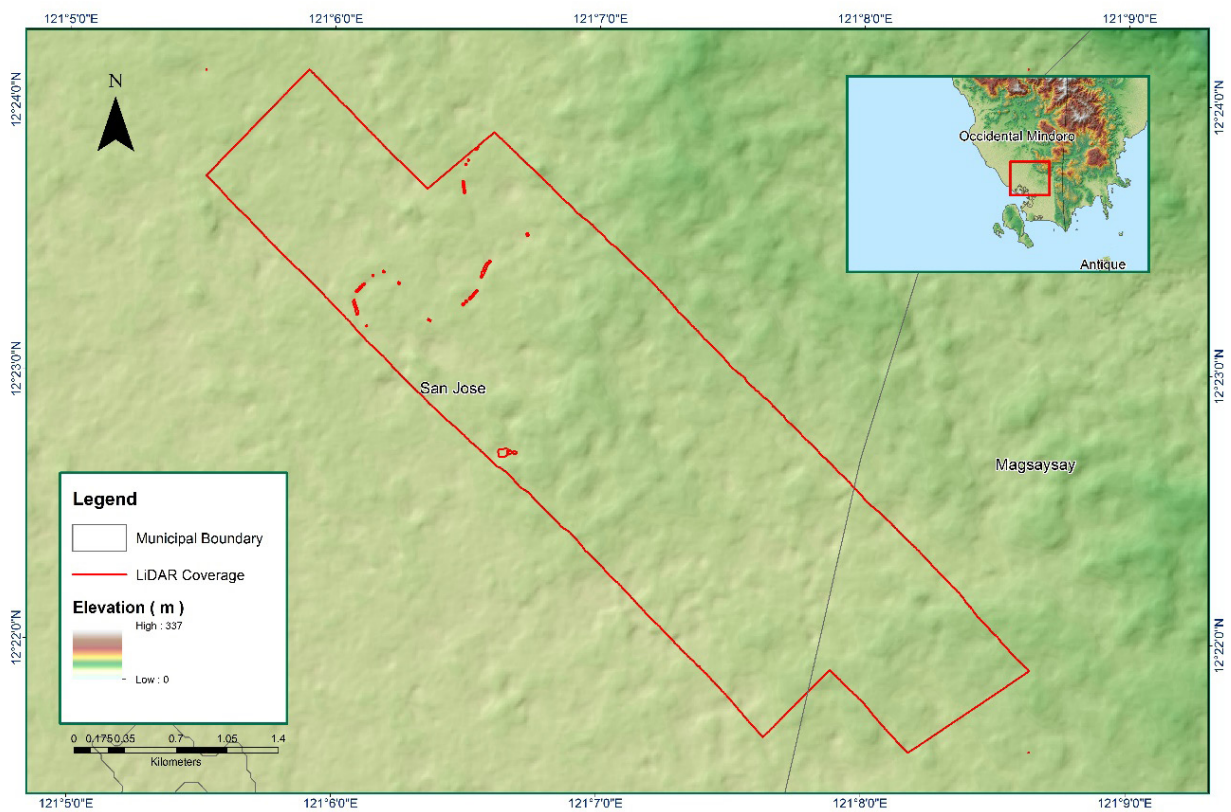 121°5'0"E 121°6'0"E 121°7'0"E 121°8'0"E 121°9'0"E
12°24'0"N
12°24'0"N
N
Occidental Mindoro
Antique
12°23'0"N
12°23'0"N
San Jose
Magsaysay
Legend
Municipal Boundary
LiDAR Coverage
Elevation ( m )
High : 337
Low : 0
12°22'0"N
12°22'0"N
0 0.175 0.35 0.7 1.05 1.4
Kilometers
121°5'0"E 121°6'0"E 121°7'0"E 121°8'0"E 121°9'0"E